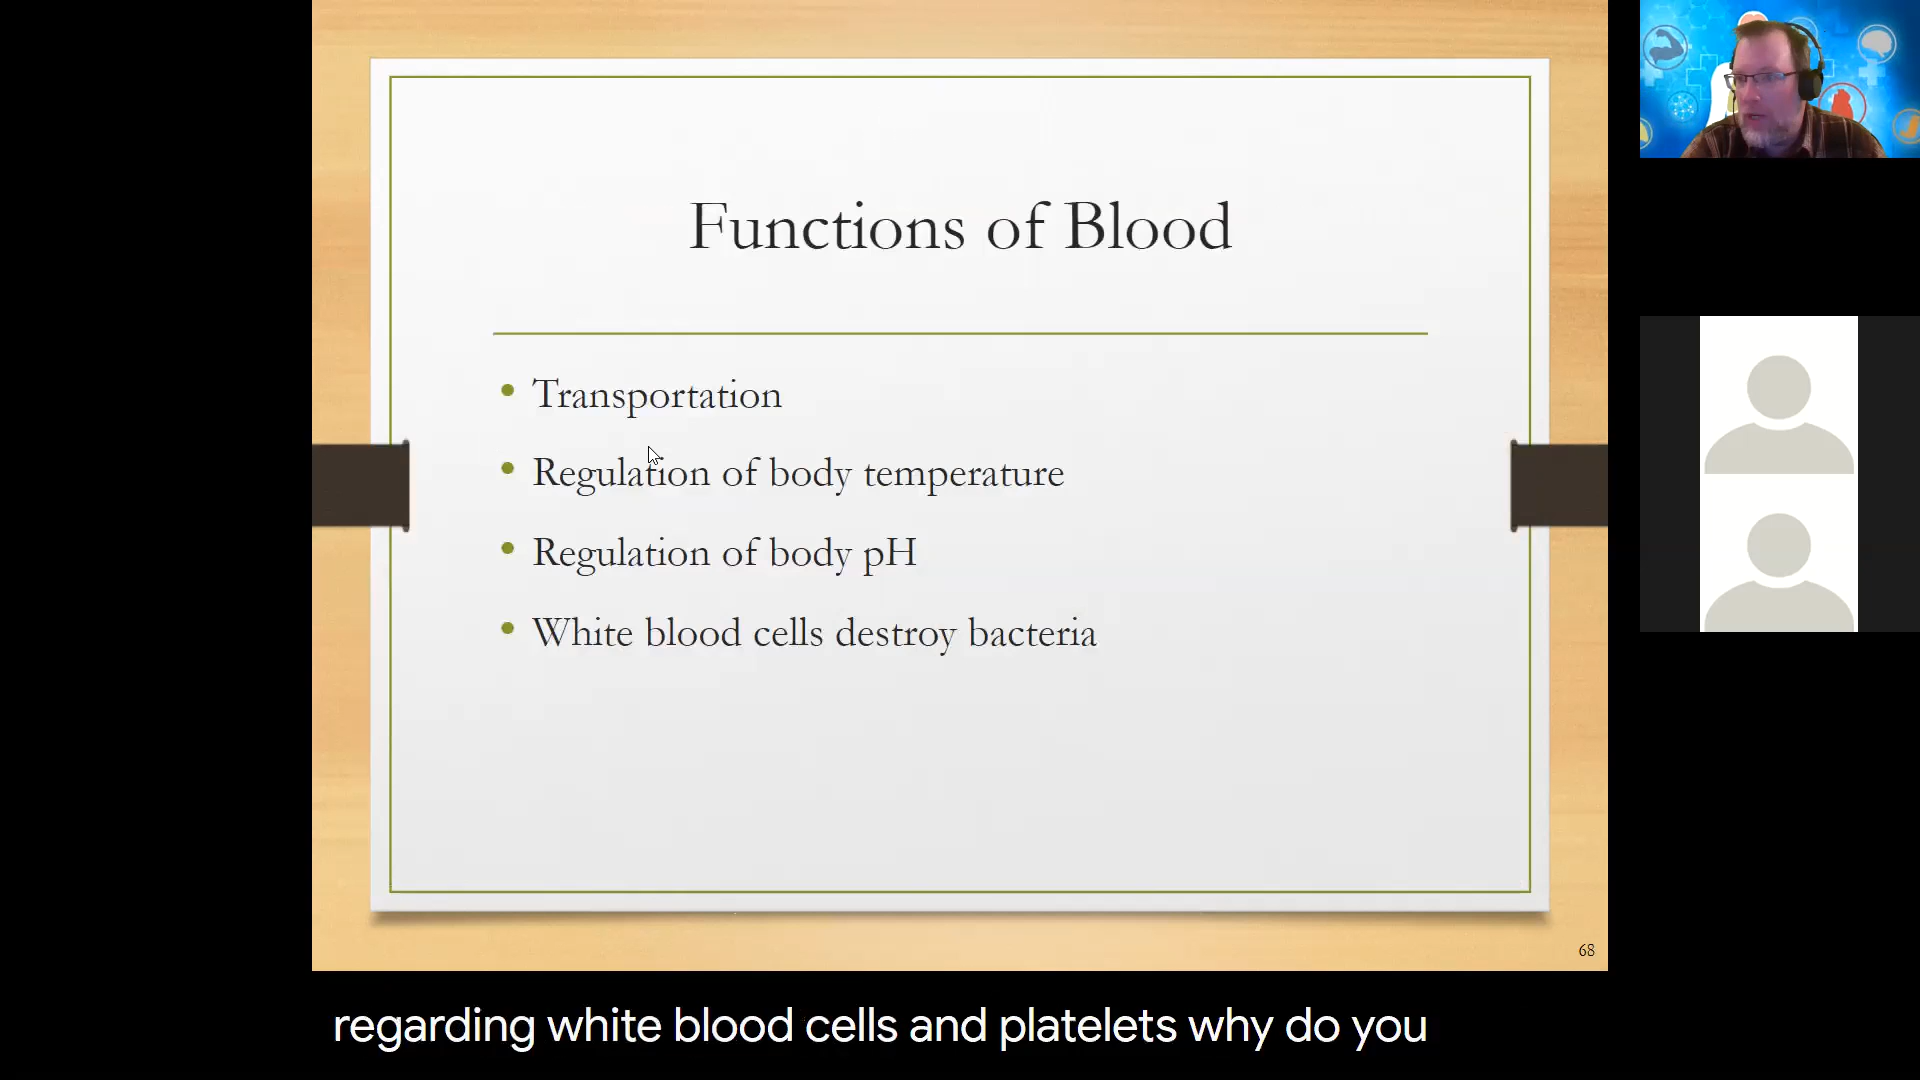 Functions of Blood
Transportation
Regulation of body temperature
Regulation of body pH
White blood cells destroy bacteria
68
regarding white blood cells and platelets why do you